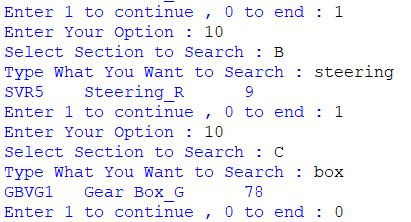 Enter 1 to continue , 0 to end : 1
Enter Your Option : 10
Select Section to Search : B
Type What You Want to Search : steering
SVR5    Steering_R      9
Enter 1 to continue , 0 to end : 1
Enter Your Option : 10
Select Section to Search : C
Type What You Want to Search : box
GBVG1   Gear Box_G      78
Enter 1 to continue , 0 to end : 0